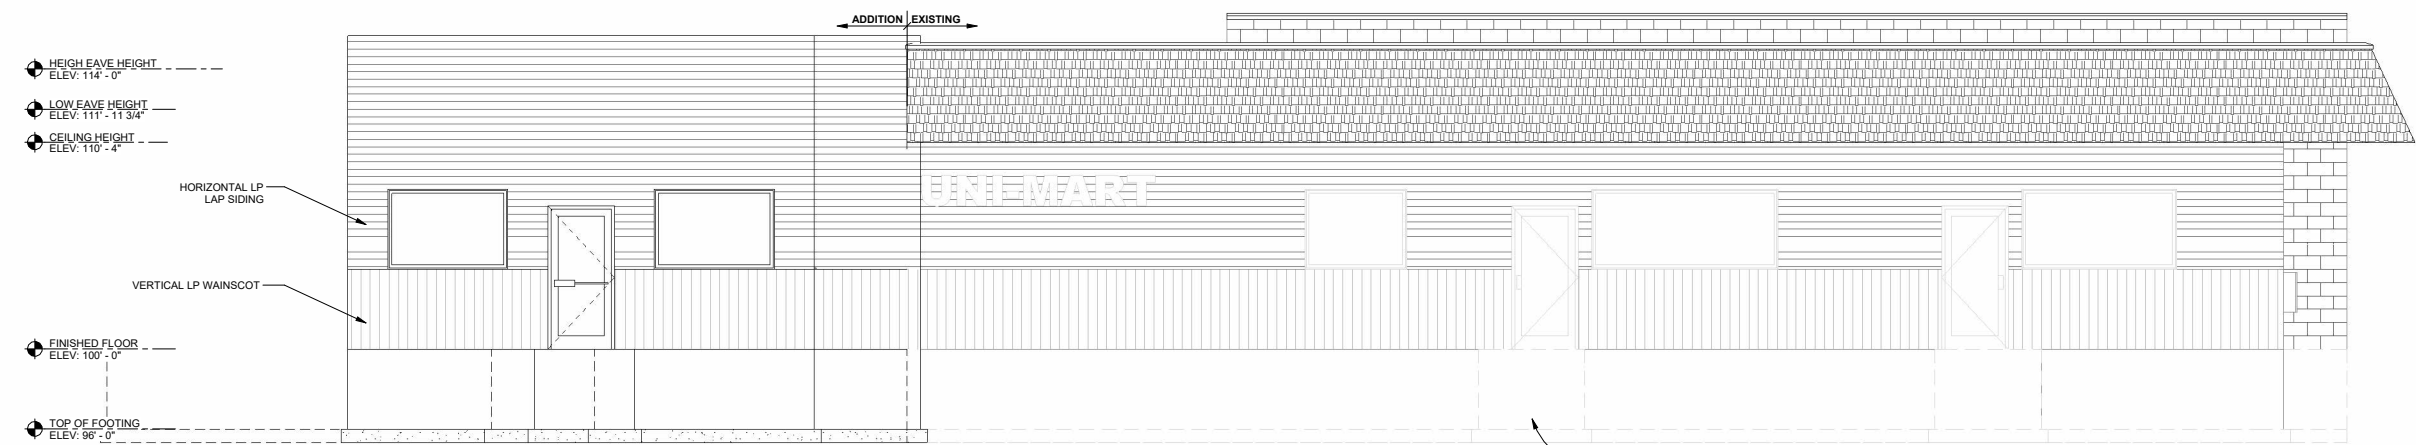 ADDITION EXISTING
HEIGH EAVE HEIGHT
ELEV: 114' - 0"
LOW EAVE HEIGHT
ELEV: 111' - 11 3/4"
CEILING HEIGHT
ELEV: 110' - 4"
HORIZONTAL LP
LAP SIDING
UNI-MART
VERTICAL LP WAINSCOT
FINISHED FLOOR
ELEV: 100' - 0"
TOP OF FOOTING
ELEV: 96' - 0"